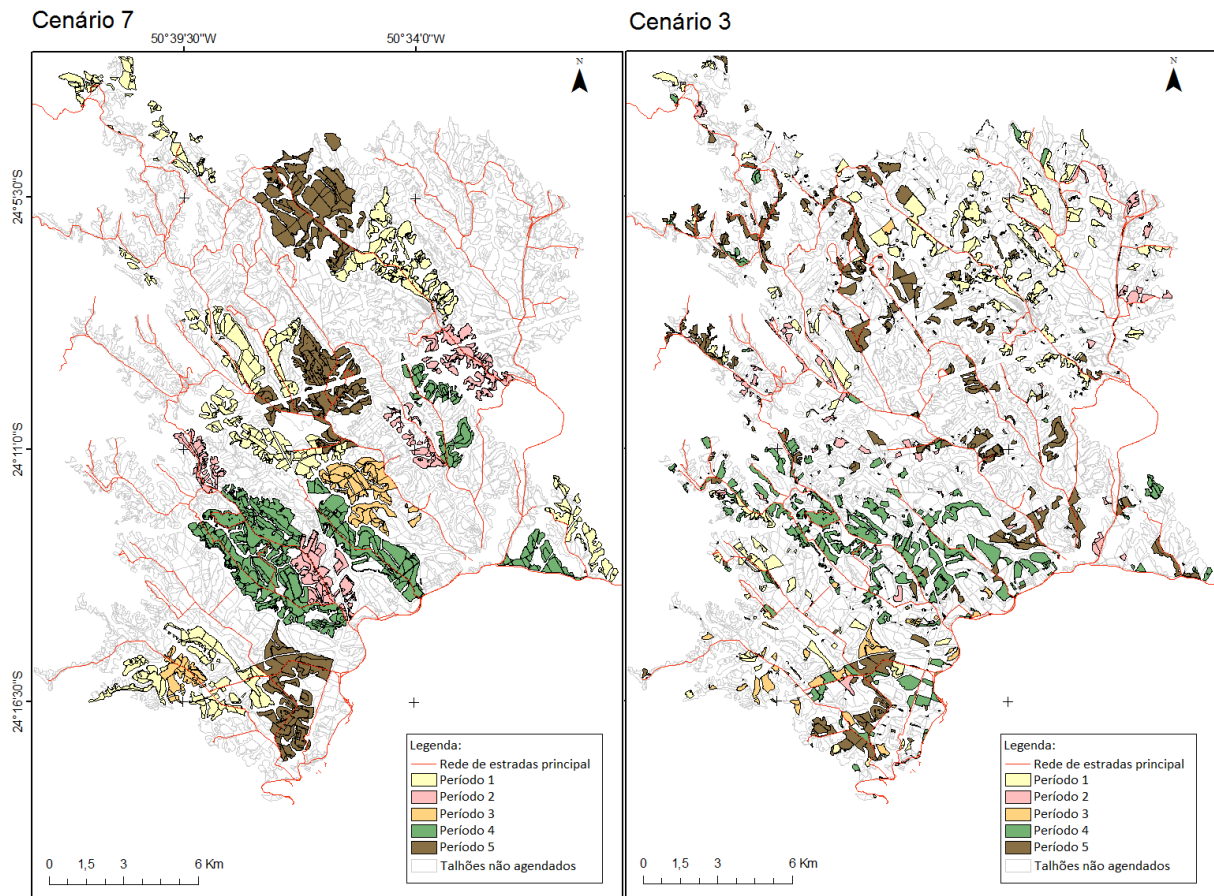 Cenário 7
Cenário 3
50°39'30"W 50°34'0"W
N
N
24°5'30"S
24°11'0"S
24°16'30"S
Legenda:
Rede de estradas principal
Período 1
Período 2
Período 3
Período 4
Período 5
Talhões não agendados
0 1,5 3 6 Km
Legenda:
Rede de estradas principal
Período 1
Período 2
Período 3
Período 4
Período 5
Talhões não agendados
0 1,5 3 6 Km